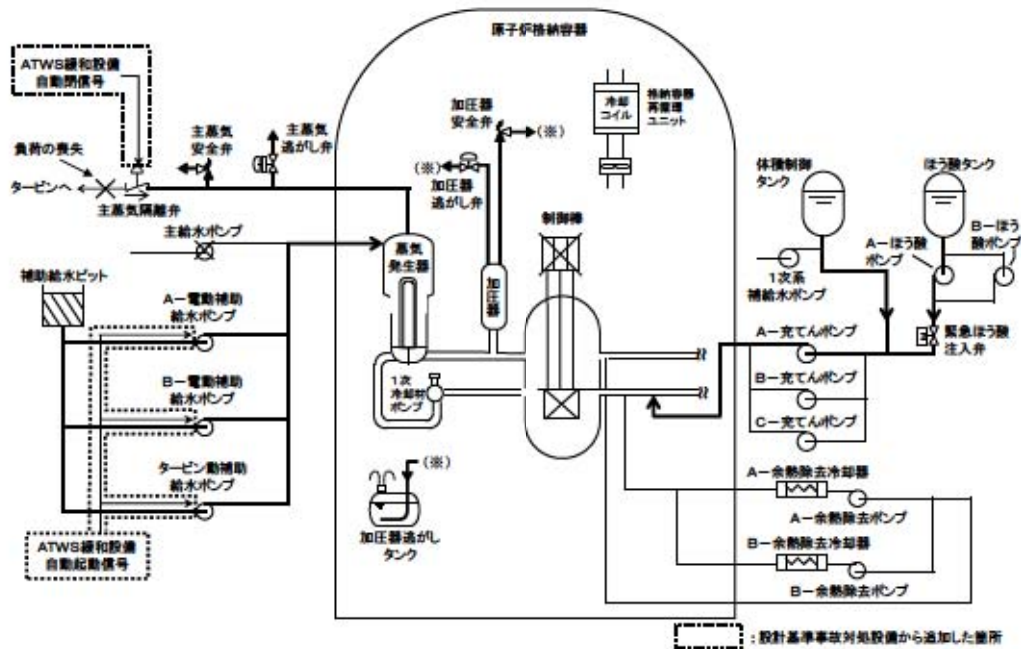 原子炉格納容器
ATWS緩和設備
自動閉信号
負荷の喪失
タービンへ
主蒸気隔離弁
主蒸気
安全弁
主蒸気
逃がし弁
主給水ポンプ
補助給水ピット
A-電動補助
給水ポンプ
B-電動補助
給水ポンプ
タービン動補助
給水ポンプ
ATWS緩和設備
自動起動信号
加圧器
安全弁
(※)
(※)
加圧器
逃がし弁
冷却
コイル
格納容器
再循環
ユニット
蒸気
発生器
加圧器
制御棒
1次
冷却材
ポンプ
(※)
加圧器逃がし
タンク
体積制御
タンク
ほう酸タンク
1次系
補給水ポンプ
A-ほう酸
ポンプ
B-ほう
酸ポンプ
緊急ほう酸
注入弁
A-充てんポンプ
B-充てんポンプ
C-充てんポンプ
A-余熱除去冷却器
A-余熱除去ポンプ
B-余熱除去冷却器
B-余熱除去ポンプ
:設計基準事故対処設備から追加した箇所